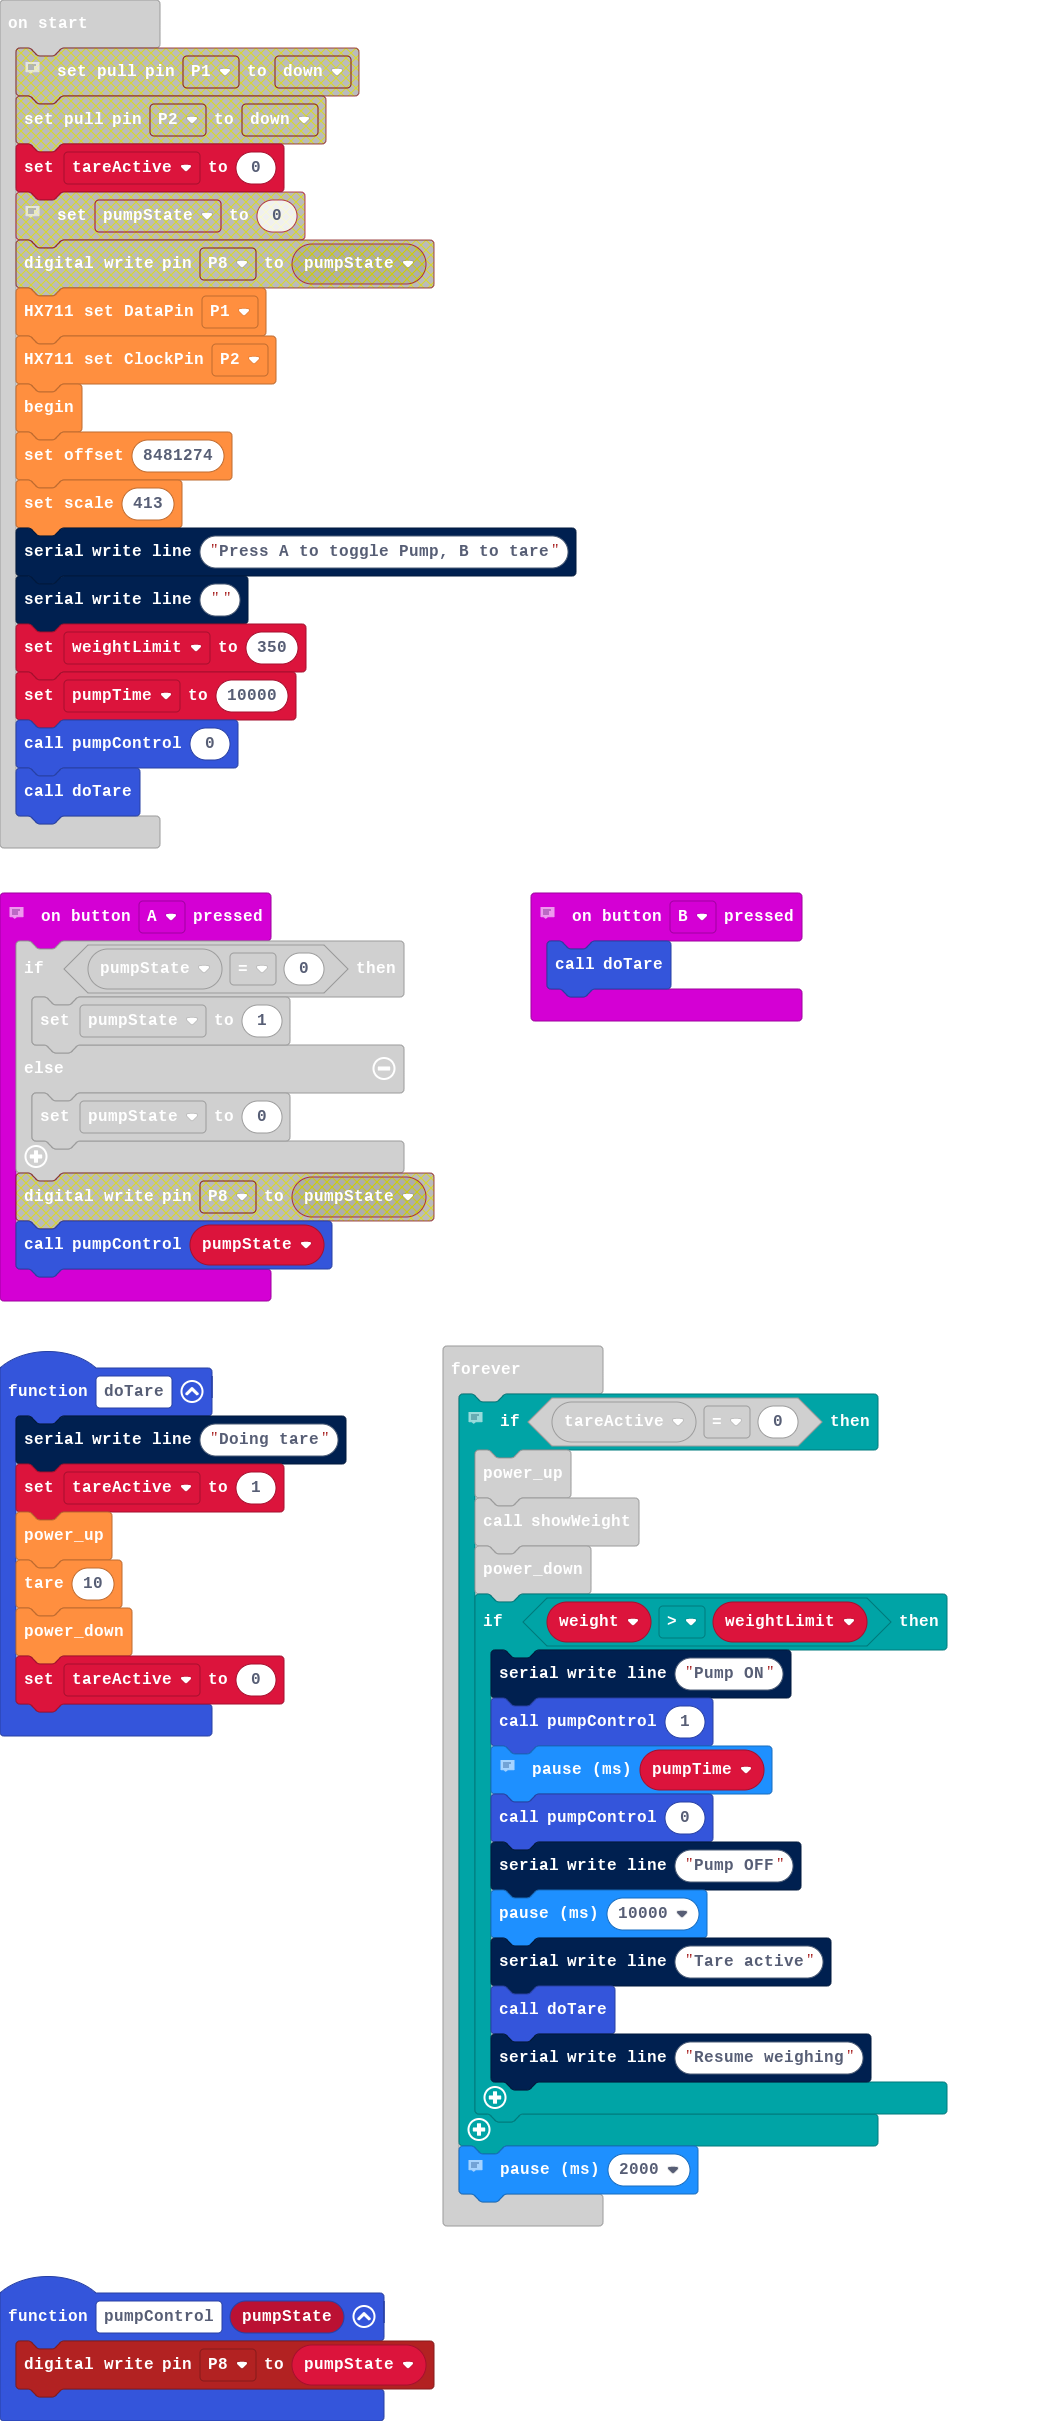 on start
set pull pin P1 to down
set pull pin P2 to down
set tareActive to 0
set pumpState to 0
digital write pin P8 to pumpState
HX711 set DataPin P1
HX711 set ClockPin P2
begin
set offset 8481274
set scale 413
serial write line "Press A to toggle Pump, B to tare"
serial write line ""
set weightLimit to 350
set pumpTime to 10000
call pumpControl 0
call doTare
on button A pressed
if pumpState = 0 then
set pumpState to 1
else
set pumpState to 0
digital write pin P8 to pumpState
call pumpControl pumpState
on button B pressed
call doTare
function doTare
serial write line "Doing tare"
set tareActive to 1
power_up
tare 10
power_down
set tareActive to 0
forever
if tareActive = 0 then
power_up
call showWeight
power_down
if weight > weightLimit then
serial write line "Pump ON"
call pumpControl 1
pause (ms) pumpTime
call pumpControl 0
serial write line "Pump OFF"
pause (ms) 10000
serial write line "Tare active"
call doTare
serial write line "Resume weighing"
pause (ms) 2000
function pumpControl pumpState
digital write pin P8 to pumpState